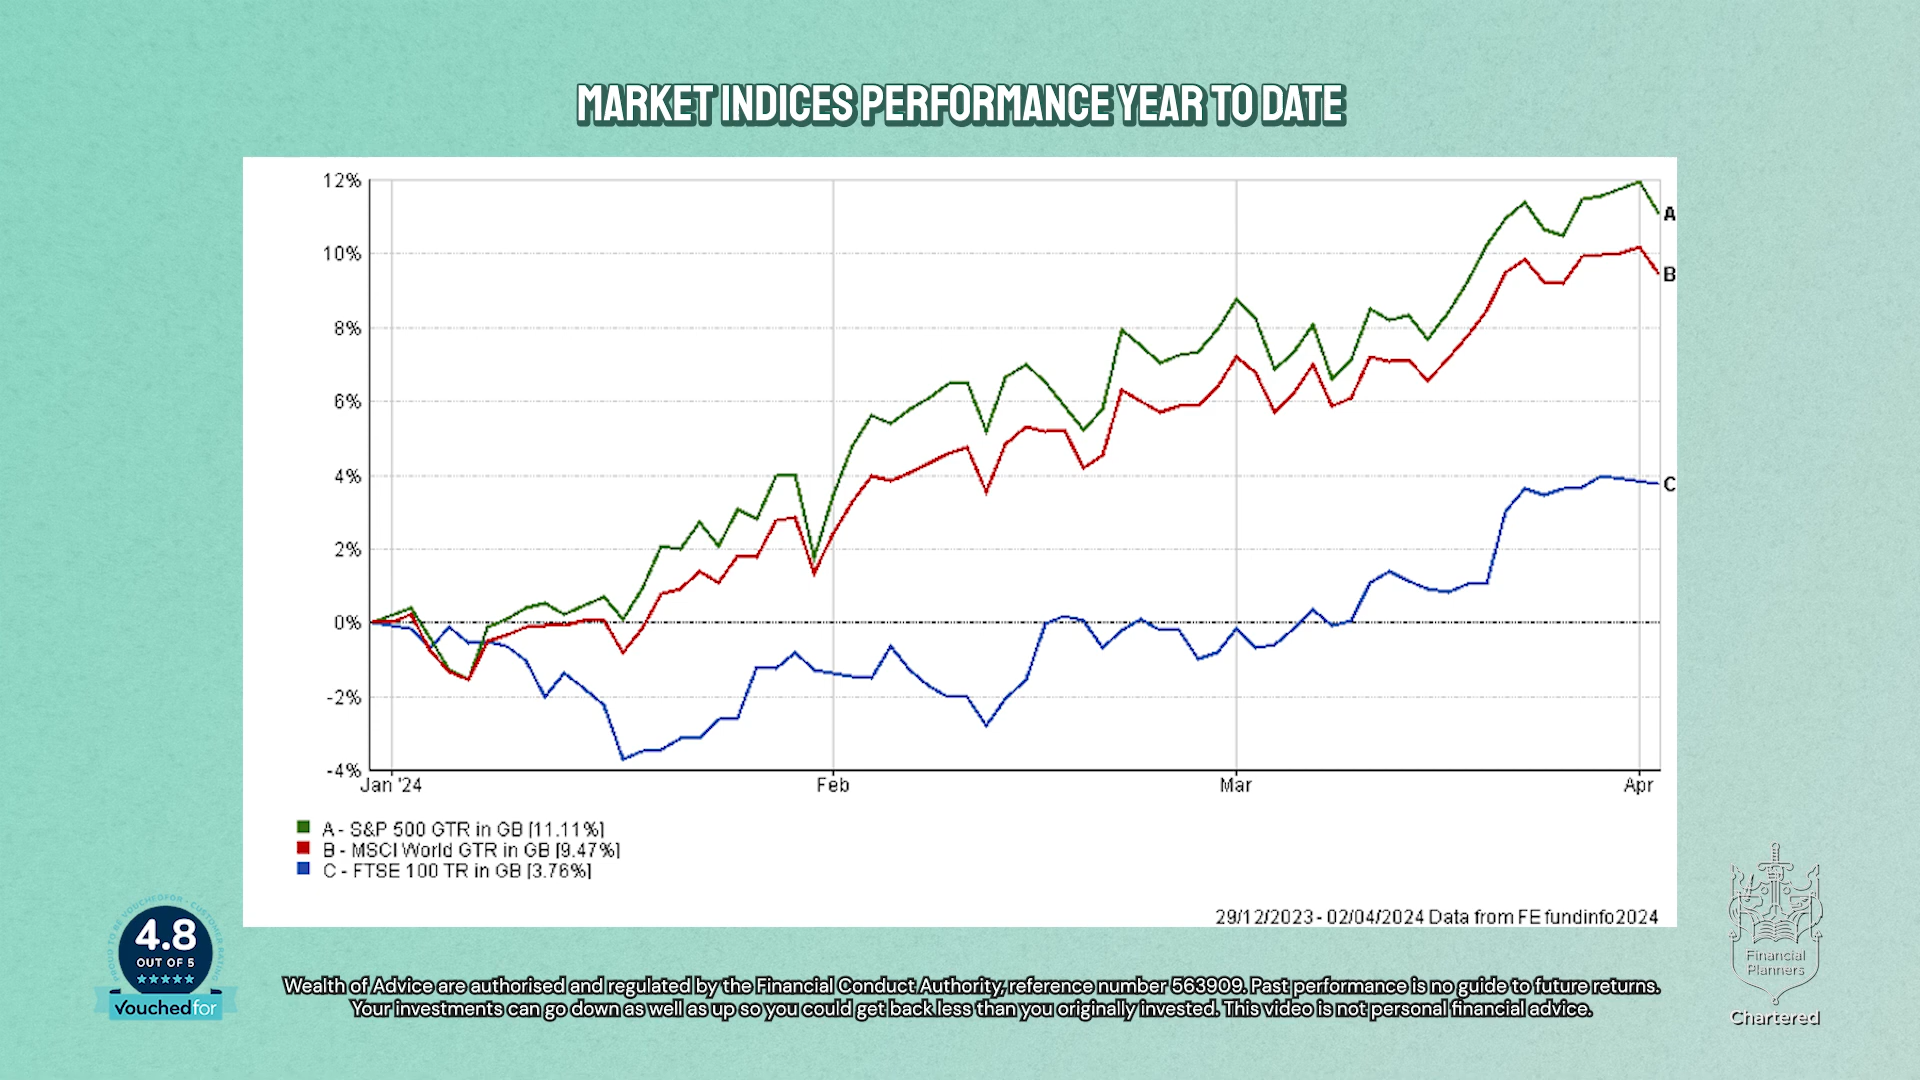 MARKET INDICES PERFORMANCE YEAR TO DATE
12%
10%
8%
6%
4%
2%
0%
-2%
-4%
A
B
C
Jan '24 Feb Mar Apr
A - S&P 500 GTR in GB [11.11%]
B - MSCI World GTR in GB [9.47%]
C - FTSE 100 TR in GB [3.76%]
29/12/2023 - 02/04/2024 Data from FE fundinfo2024
4.8
OUT OF 5
vouchedfor
Financial
Planners
Chartered
Wealth of Advice are authorised and regulated by the Financial Conduct Authority, reference number 563909. Past performance is no guide to future returns.
Your investments can go down as well as up so you could get back less than you originally invested. This video is not personal financial advice.